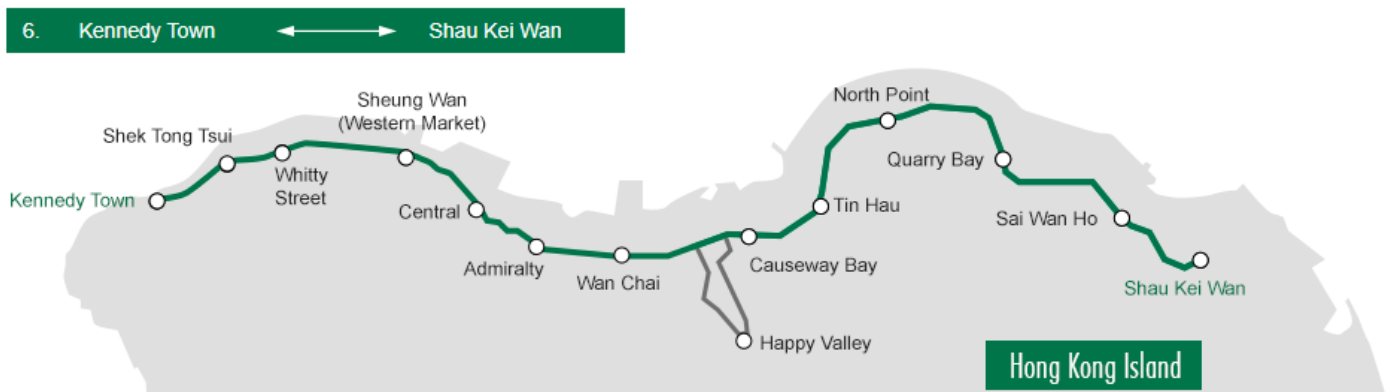 6. Kennedy Town Shau Kei Wan
Sheung Wan
(Western Market)
North Point
Shek Tong Tsui
Quarry Bay
Whitty
Street
Kennedy Town
Central
Tin Hau
Sai Wan Ho
Admiralty
Wan Chai
Causeway Bay
Shau Kei Wan
Happy Valley
Hong Kong Island